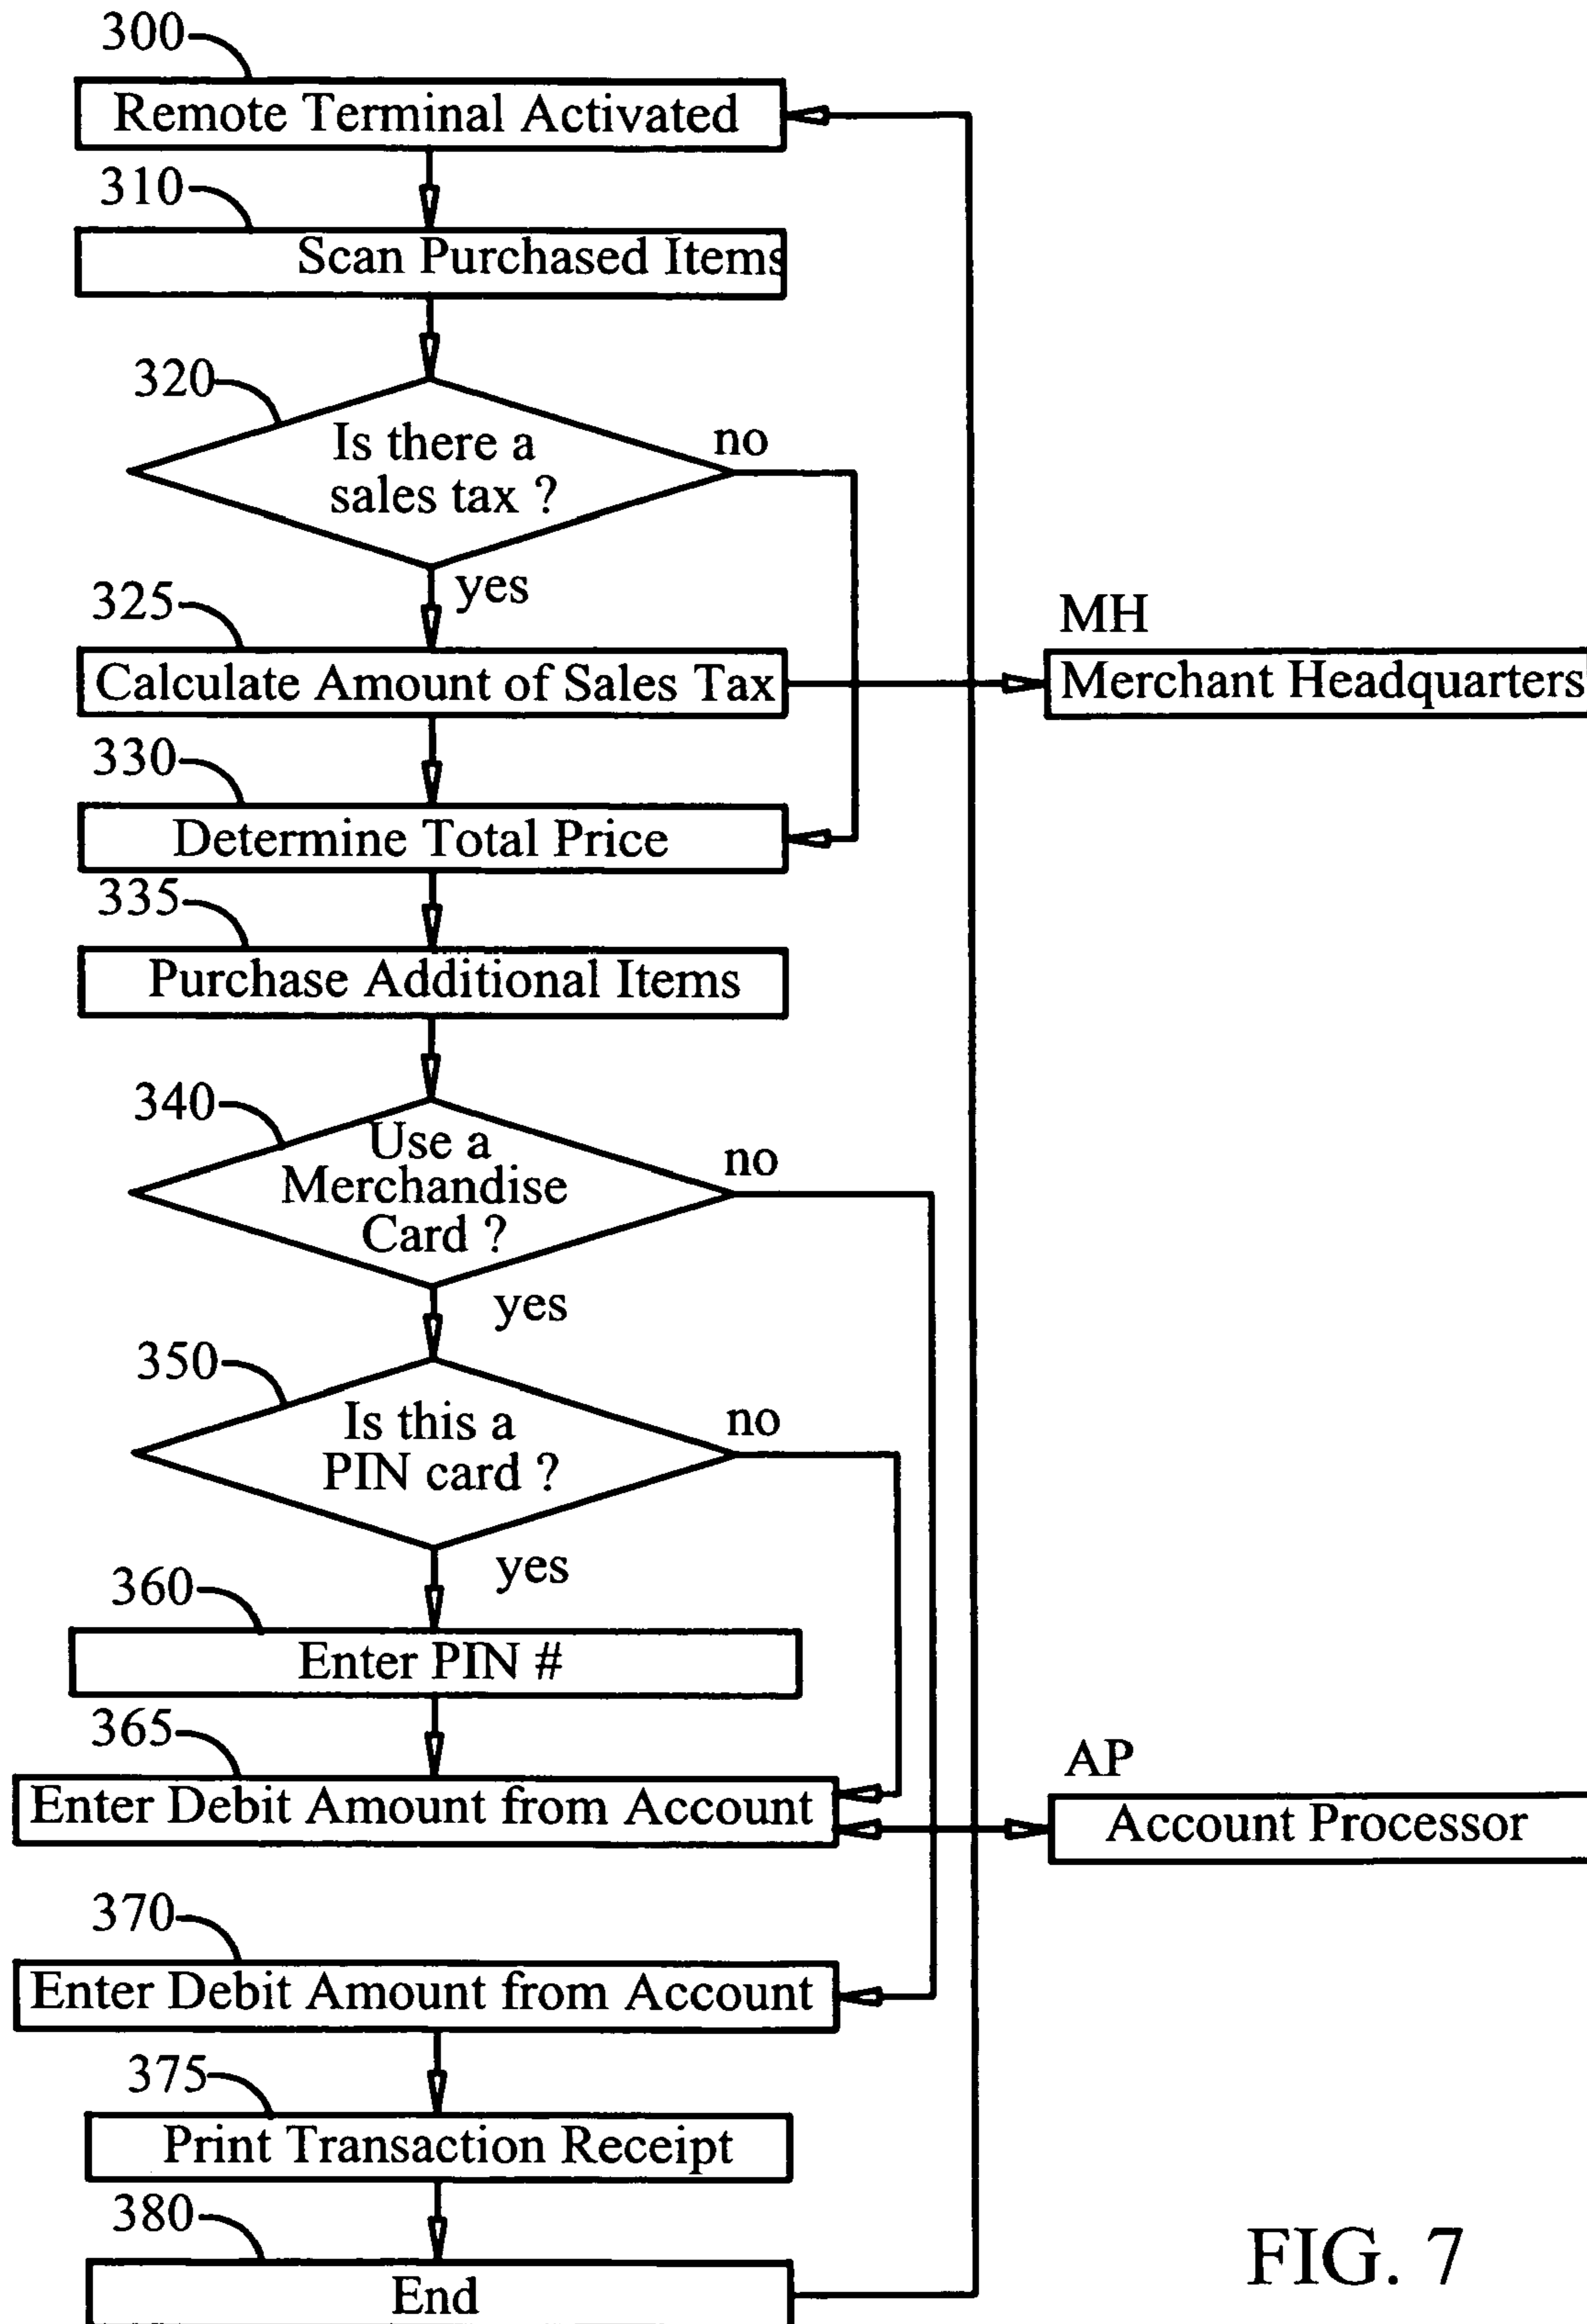 300
Remote Terminal Activated
310
Scan Purchased Items
320
Is there a
sales tax ?
no
yes
325
Calculate Amount of Sales Tax
MH
Merchant Headquarters
330
Determine Total Price
335
Purchase Additional Items
340
Use a
Merchandise
Card ?
no
yes
350
Is this a
PIN card ?
no
yes
360
Enter PIN #
365
Enter Debit Amount from Account
AP
Account Processor
370
Enter Debit Amount from Account
375
Print Transaction Receipt
380
End
FIG. 7